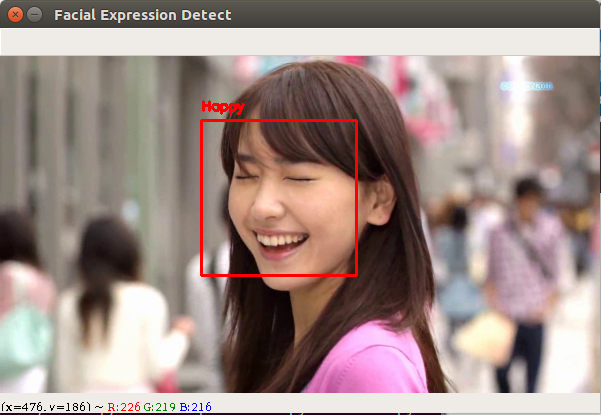 Facial Expression Detect
Happy
(x=476, y=186) ~ R:226 G:219 B:216